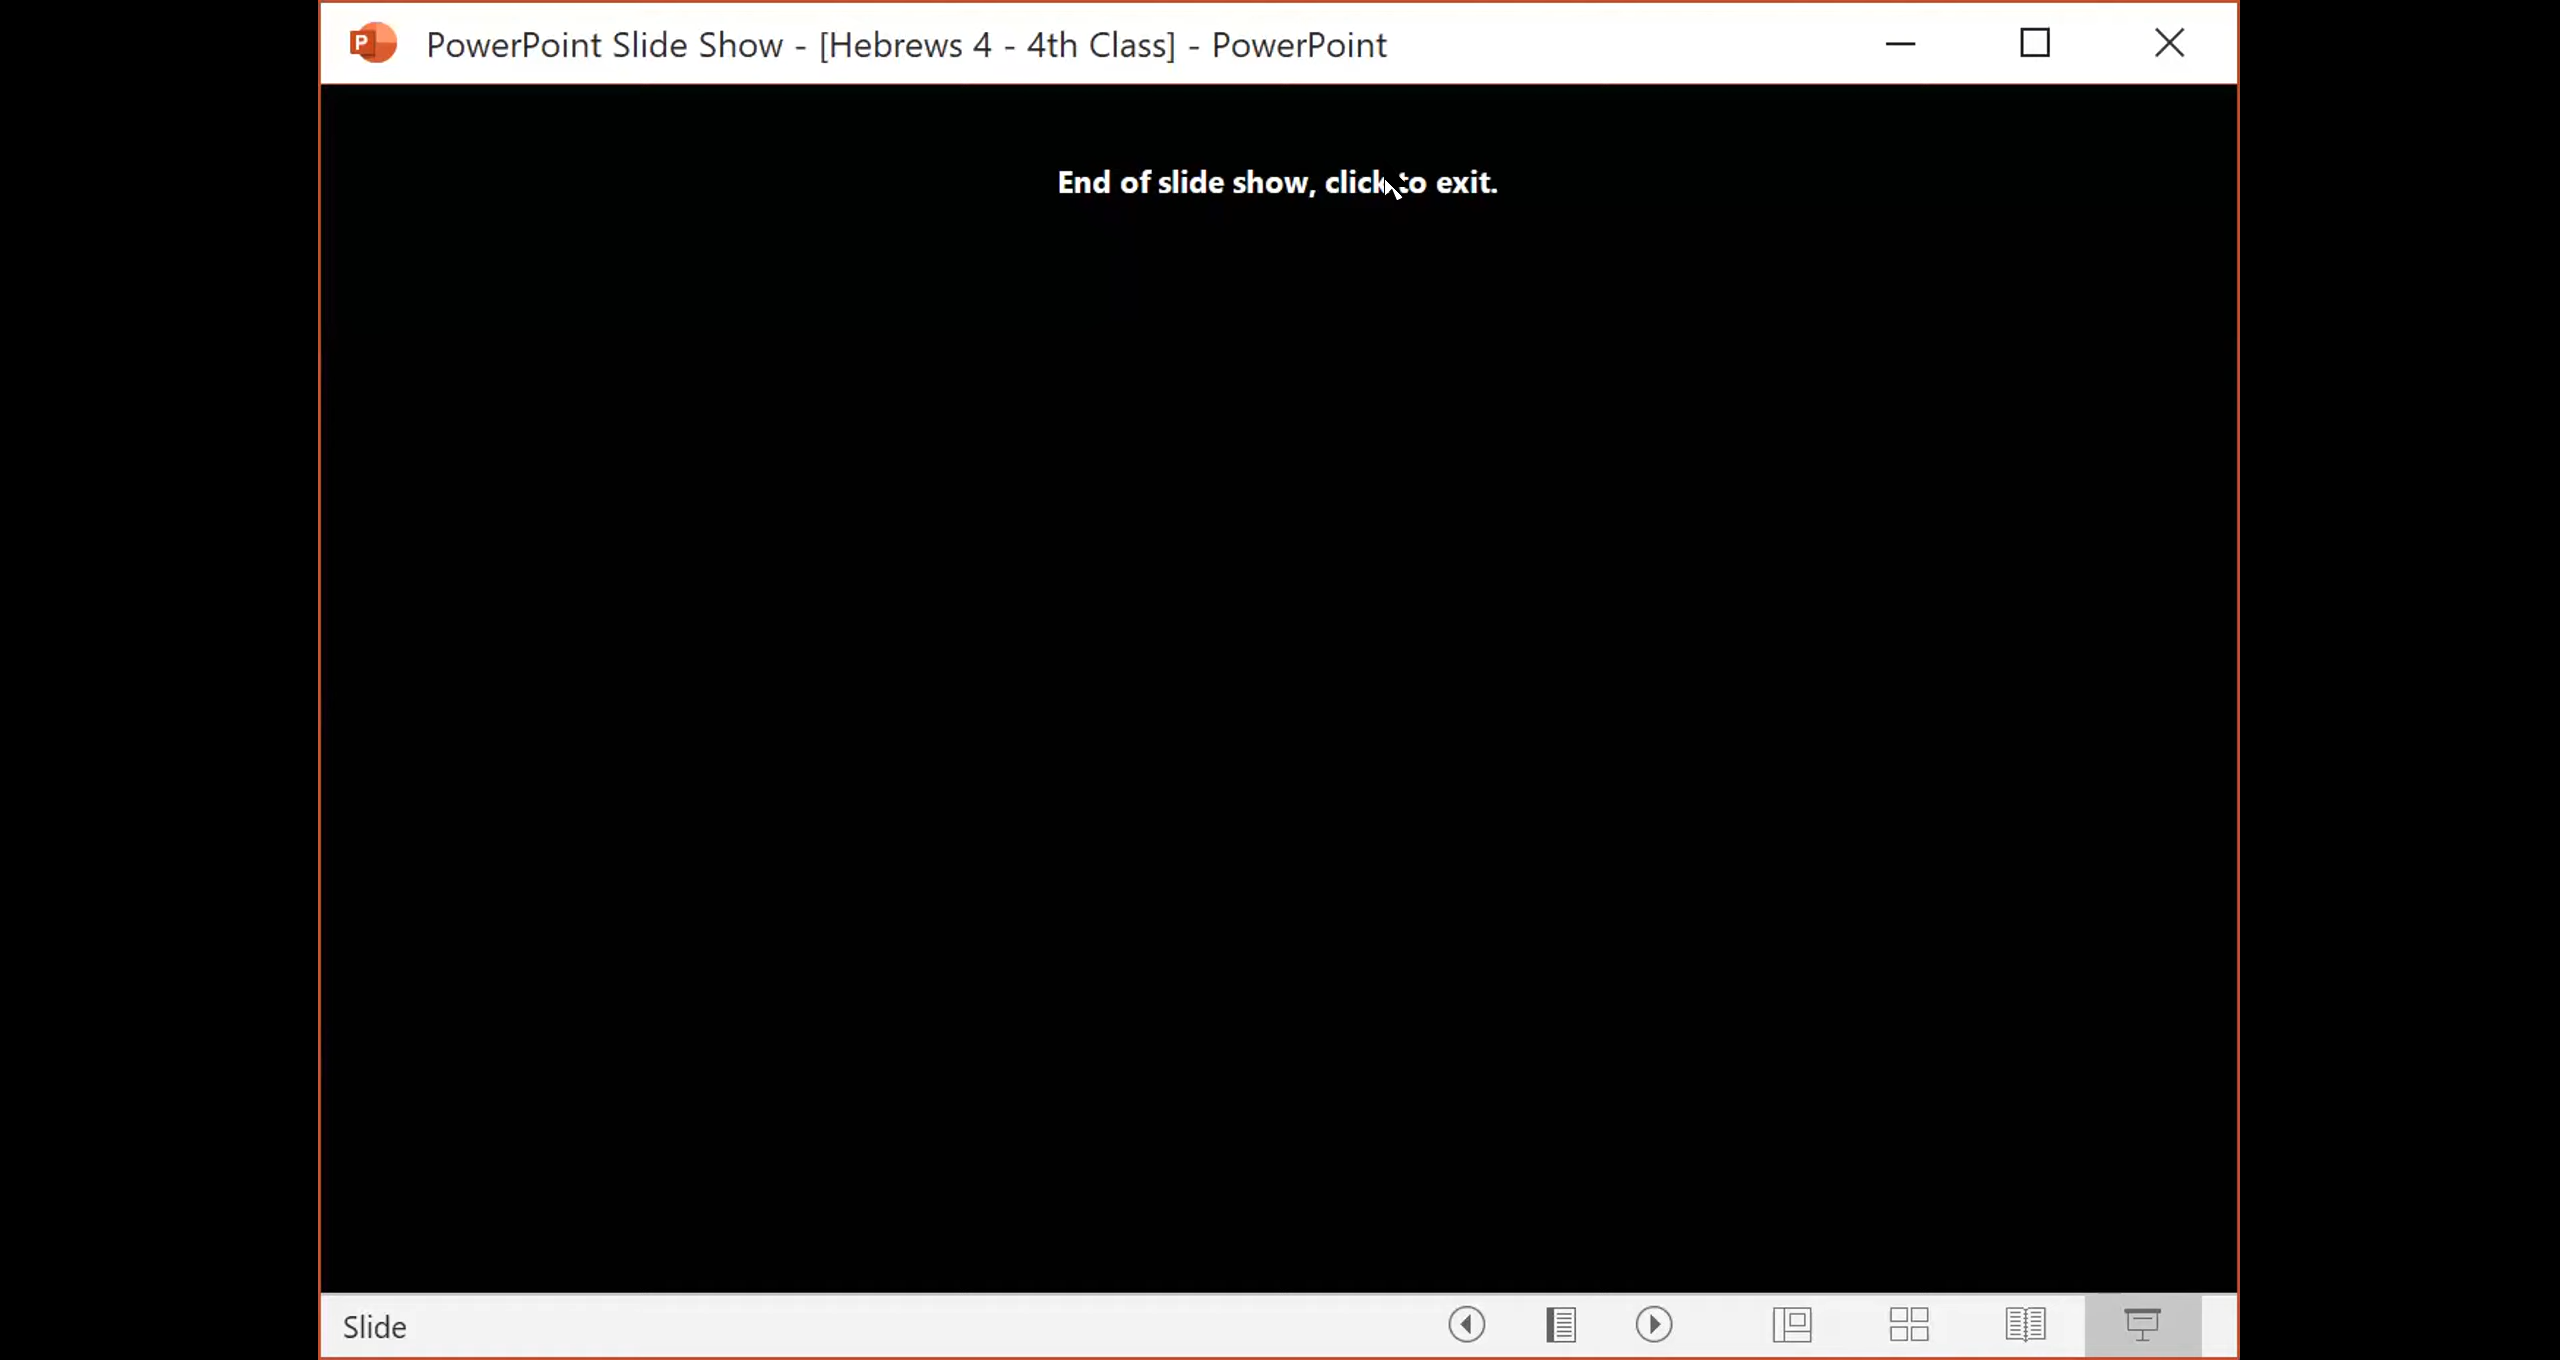 PowerPoint Slide Show - [Hebrews 4 - 4th Class] - PowerPoint
End of slide show, click to exit.
Slide